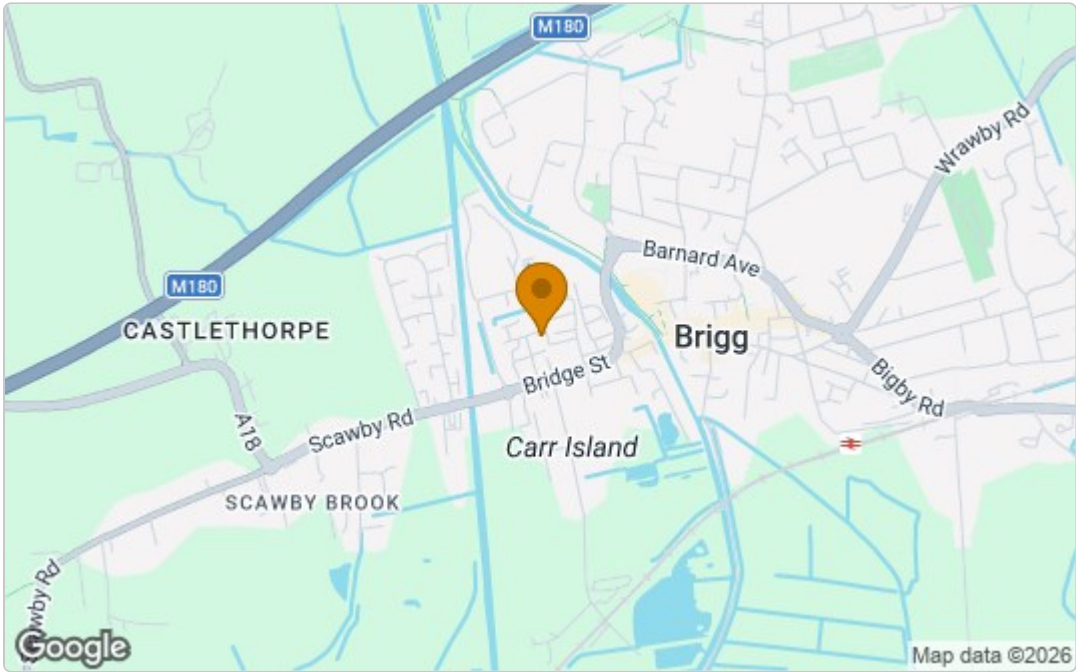 M180
Wrawby Rd
Barnard Ave
M180
CASTLETHORPE
Brigg
Bridge St
Bigby Rd
A18
Scawby Rd
Carr Island
SCAWBY BROOK
Scawby Rd
Google
Map data ©2026